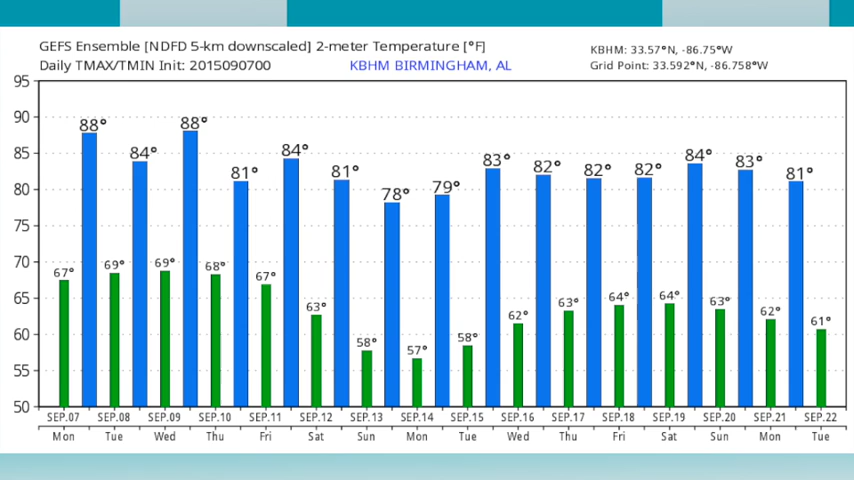 GEFS Ensemble [NDFD 5-km downscaled] 2-meter Temperature [°F]
Daily TMAX/TMIN Init: 2015090700
KBHM BIRMINGHAM, AL
KBHM: 33.57°N, -86.75°W
Grid Point: 33.592°N, -86.758°W
95
90
85
80
75
70
65
60
55
50
88° 84° 88° 81° 84° 81° 78° 79° 83° 82° 82° 82° 84° 83° 81°
67° 69° 69° 68° 67° 63° 58° 57° 58° 62° 63° 64° 64° 63° 62° 61°
SEP.07 SEP.08 SEP.09 SEP.10 SEP.11 SEP.12 SEP.13 SEP.14 SEP.15 SEP.16 SEP.17 SEP.18 SEP.19 SEP.20 SEP.21 SEP.22
Mon Tue Wed Thu Fri Sat Sun Mon Tue Wed Thu Fri Sat Sun Mon Tue